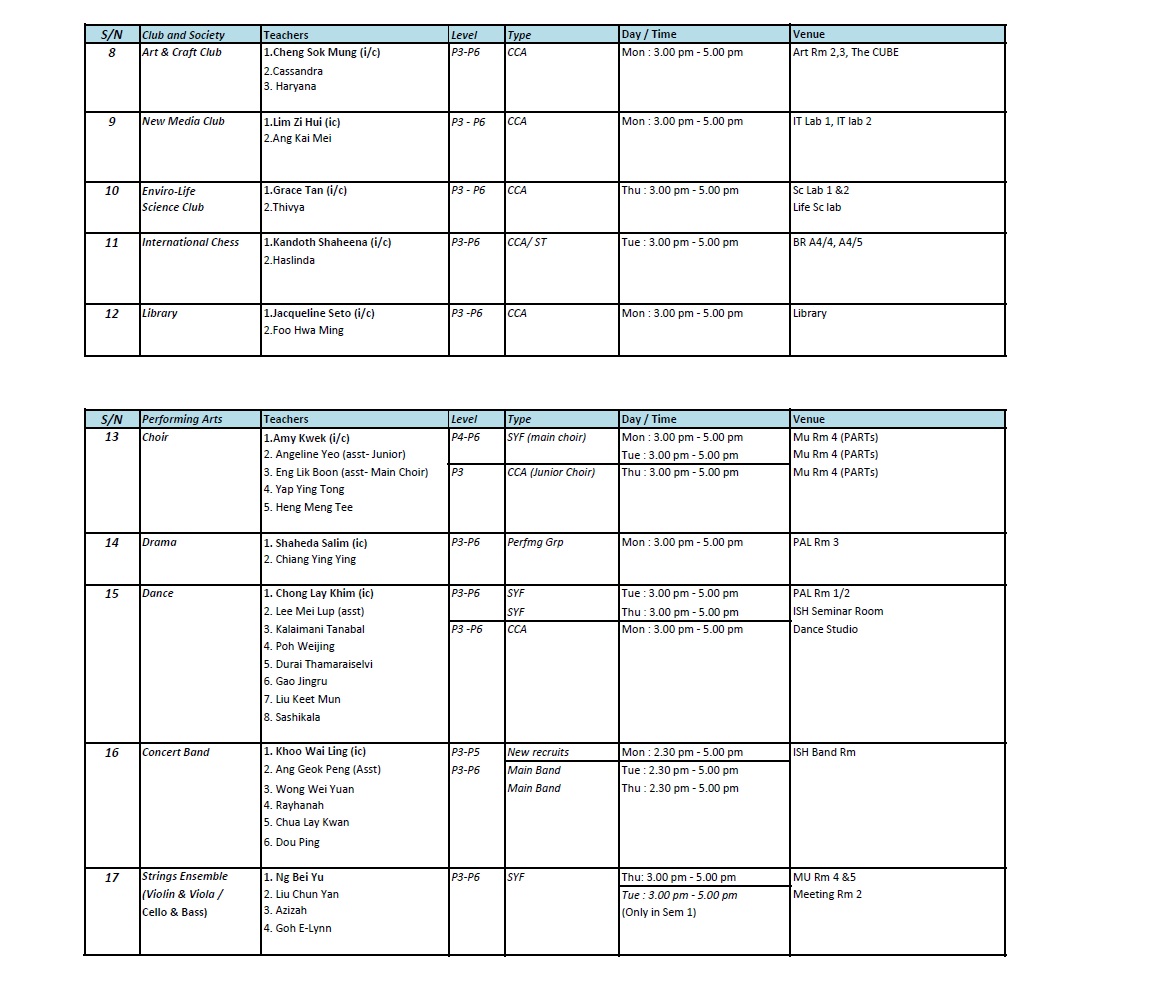 S/N Club and Society Teachers Level Type Day / Time Venue
8 Art & Craft Club 1.Cheng Sok Mung (i/c) P3-P6 CCA Mon : 3.00 pm - 5.00 pm Art Rm 2,3, The CUBE
2.Cassandra
3. Haryana
9 New Media Club 1.Lim Zi Hui (ic) P3 - P6 CCA Mon : 3.00 pm - 5.00 pm IT Lab 1, IT lab 2
2.Ang Kai Mei
10 Enviro-Life 1.Grace Tan (i/c) P3 - P6 CCA Thu : 3.00 pm - 5.00 pm Sc Lab 1 &2
Science Club 2.Thivya Life Sc lab
11 International Chess 1.Kandoth Shaheena (i/c) P3-P6 CCA/ ST Tue : 3.00 pm - 5.00 pm BR A4/4, A4/5
2.Haslinda
12 Library 1.Jacqueline Seto (i/c) P3 -P6 CCA Mon : 3.00 pm - 5.00 pm Library
2.Foo Hwa Ming
S/N Performing Arts Teachers Level Type Day / Time Venue
13 Choir 1.Amy Kwek (i/c) P4-P6 SYF (main choir) Mon : 3.00 pm - 5.00 pm Mu Rm 4 (PARTs)
2. Angeline Yeo (asst- Junior) Tue : 3.00 pm - 5.00 pm Mu Rm 4 (PARTs)
3. Eng Lik Boon (asst- Main Choir) P3 CCA (Junior Choir) Thu : 3.00 pm - 5.00 pm Mu Rm 4 (PARTs)
4. Yap Ying Tong
5. Heng Meng Tee
14 Drama 1. Shaheda Salim (ic) P3-P6 Perfmg Grp Mon : 3.00 pm - 5.00 pm PAL Rm 3
2. Chiang Ying Ying
15 Dance 1. Chong Lay Khim (ic) P3-P6 SYF Tue : 3.00 pm - 5.00 pm PAL Rm 1/2
2. Lee Mei Lup (asst) SYF Thu : 3.00 pm - 5.00 pm ISH Seminar Room
3. Kalaimani Tanabal P3 -P6 CCA Mon : 3.00 pm - 5.00 pm Dance Studio
4. Poh Weijing
5. Durai Thamaraiselvi
6. Gao Jingru
7. Liu Keet Mun
8. Sashikala
16 Concert Band 1. Khoo Wai Ling (ic) P3-P5 New recruits Mon : 2.30 pm - 5.00 pm ISH Band Rm
2. Ang Geok Peng (Asst) P3-P6 Main Band Tue : 2.30 pm - 5.00 pm
3. Wong Wei Yuan Main Band Thu : 2.30 pm - 5.00 pm
4. Rayhanah
5. Chua Lay Kwan
6. Dou Ping
17 Strings Ensemble 1. Ng Bei Yu P3-P6 SYF Thu: 3.00 pm - 5.00 pm MU Rm 4 &5
(Violin & Viola / 2. Liu Chun Yan Tue : 3.00 pm - 5.00 pm Meeting Rm 2
Cello & Bass) 3. Azizah (Only in Sem 1)
4. Goh E-Lynn